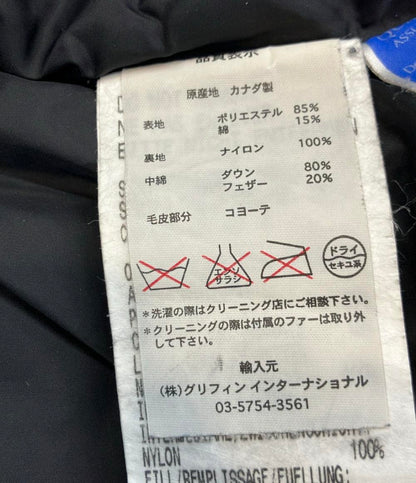 品質表示
原産地 カナダ製
表地 ポリエステル 85%
綿 15%
裏地 ナイロン 100%
中綿 ダウン 80%
フェザー 20%
毛皮部分 コヨーテ
エンソ
サラシ
ドライ
セキユ系
*洗濯の際はクリーニング店にご相談下さい。
*クリーニングの際は付属のファーは取り外
して下さい。
輸入元
(株)グリフィン インターナショナル
03-5754-3561
NYLON 100%
FILL/REMPLISSAGE/FUELLUNG: